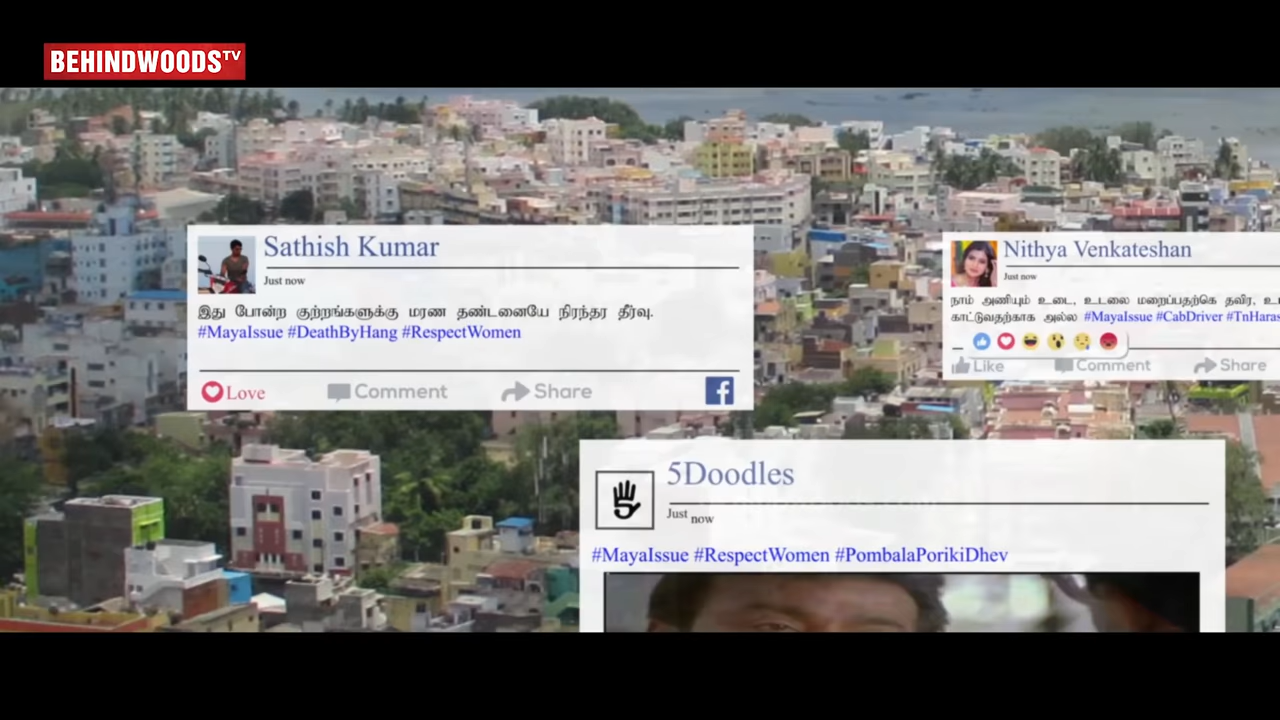 BEHINDWOODS TV
Sathish Kumar
Just now
இது போன்ற குற்றங்களுக்கு மரண தண்டனையே நிரந்தர தீர்வு.
#MayaIssue #DeathByHang #RespectWomen
Love Comment Share
Nithya Venkateshan
Just now
நாம் அணியும் உடை, உடலை மறைப்பதற்கெ தவிர,
காட்டுவதற்காக அல்ல #MayaIssue #CabDriver #TnHaras
Like Comment Share
5Doodles
Just now
#MayaIssue #RespectWomen #PombalaPorikiDhev